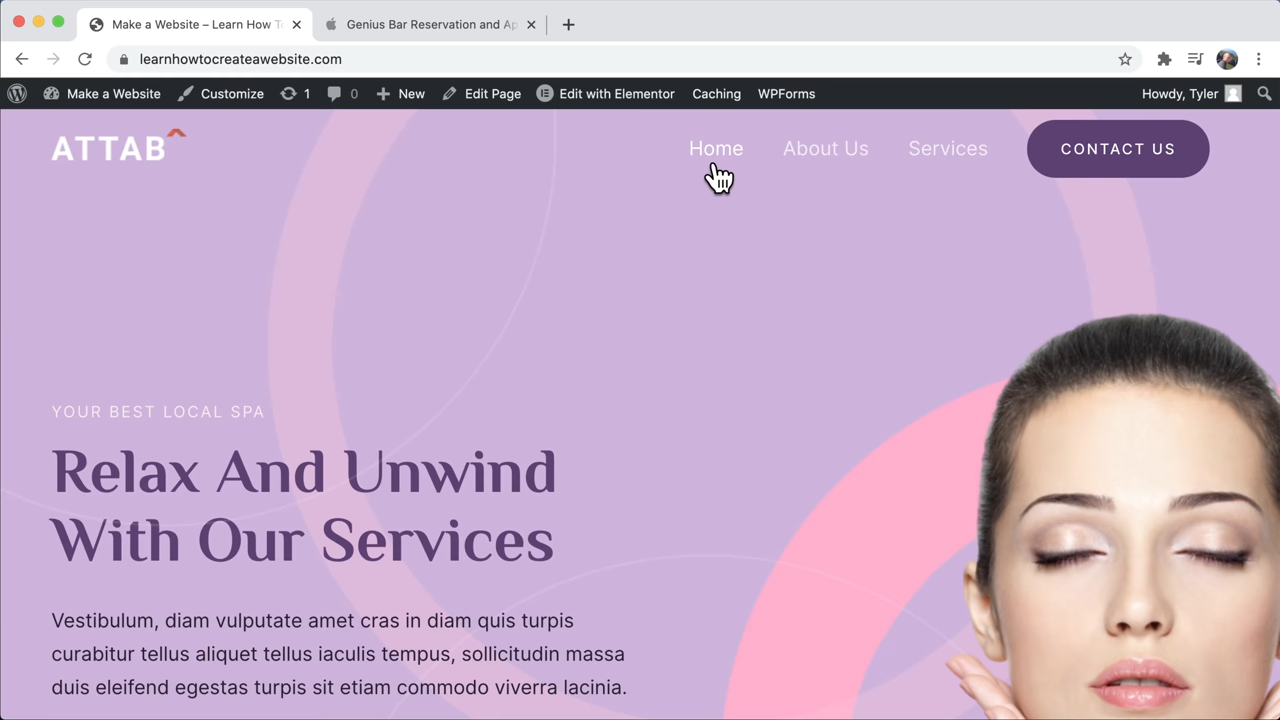 Make a Website – Learn How T
Genius Bar Reservation and Ap
learnhowtocreateawebsite.com
Make a Website
Customize
1
0
New
Edit Page
Edit with Elementor
Caching
WPForms
Howdy, Tyler
ATTAB
Home
About Us
Services
CONTACT US
YOUR BEST LOCAL SPA
Relax And Unwind
With Our Services
Vestibulum, diam vulputate amet cras in diam quis turpis
curabitur tellus aliquet tellus iaculis tempus, sollicitudin massa
duis eleifend egestas turpis sit etiam commodo viverra lacinia.